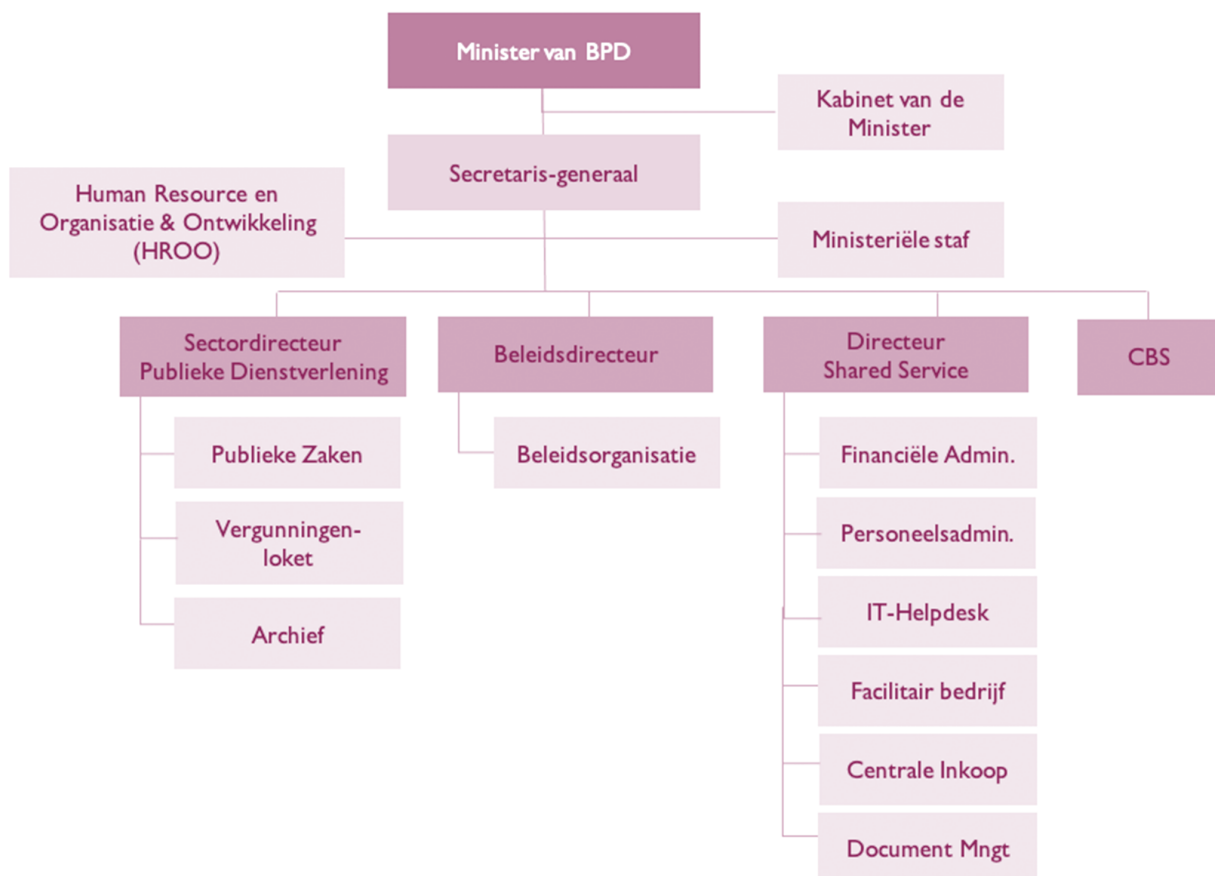 Minister van BPD
Kabinet van de
Minister
Secretaris-generaal
Human Resource en
Organisatie & Ontwikkeling
(HROO)
Ministeriële staf
Sectordirecteur
Publieke Dienstverlening
Beleidsdirecteur
Directeur
Shared Service
CBS
Publieke Zaken
Vergunningen-
loket
Archief
Beleidsorganisatie
Financiële Admin.
Personeelsadmin.
IT-Helpdesk
Facilitair bedrijf
Centrale Inkoop
Document Mngt